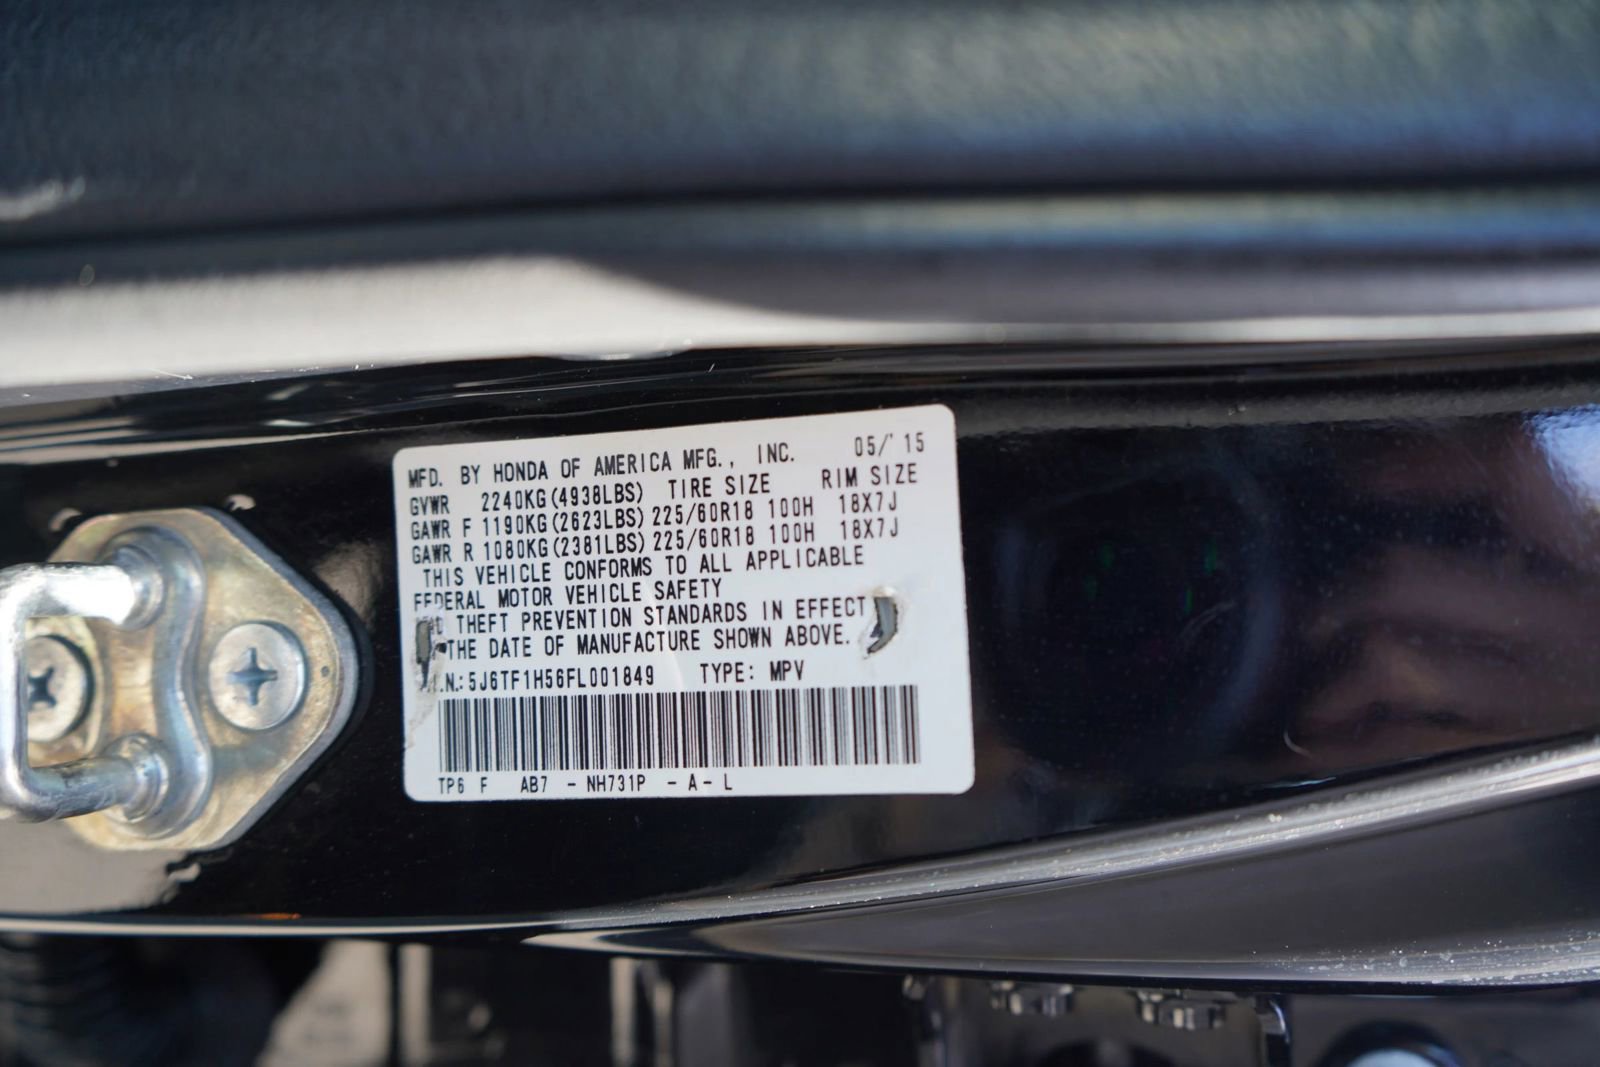 MFD. BY HONDA OF AMERICA MFG., INC. 05/'15
GVWR 2240KG(4938LBS) TIRE SIZE RIM SIZE
GAWR F 1190KG(2623LBS) 225/60R18 100H 18X7J
GAWR R 1080KG(2381LBS) 225/60R18 100H 18X7J
THIS VEHICLE CONFORMS TO ALL APPLICABLE
FEDERAL MOTOR VEHICLE SAFETY
THEFT PREVENTION STANDARDS IN EFFECT
THE DATE OF MANUFACTURE SHOWN ABOVE.
.N.: 5J6TF1H56FL001849 TYPE: MPV
TP6 F AB7 - NH731P - A - L